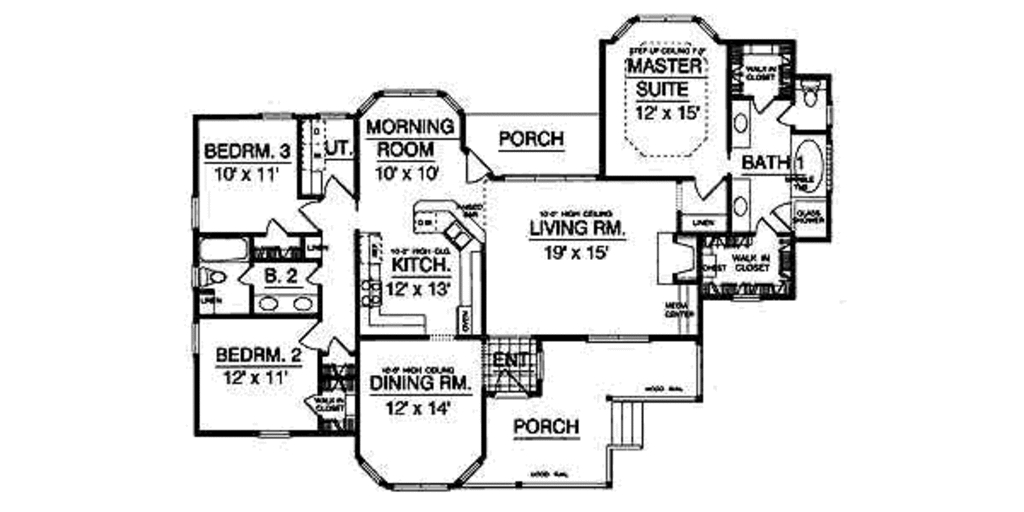 STEP UP CEILING
MASTER
SUITE
12' x 15'
WALK IN
CLOSET
MORNING
ROOM
10' x 10'
PORCH
BEDRM. 3
10' x 11'
UT.
BATH 1
MARBLE
TUB
GLASS
SHOWER
RAISED
BAR
D W
LINEN
10'-0" HIGH CEILING
LIVING RM.
19' x 15'
LINEN
REF
10'-0" HIGH CLG.
KITCH.
12' x 13'
WALK IN
CLOSET
CHEST
B. 2
LINEN
OVEN
MEDIA
CENTER
BEDRM. 2
12' x 11'
ENT.
10'-0" HIGH CEILING
DINING RM.
12' x 14'
WALK IN
CLOSET
WOOD RAIL
PORCH
WOOD RAIL